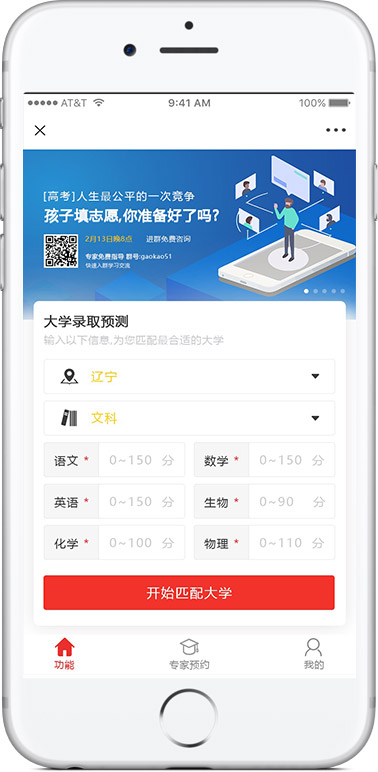 AT&T 9:41 AM 100%
[高考]人生最公平的一次竞争
孩子填志愿,你准备好了吗?
2月13日晚8点 进群免费咨询
专家免费指导 群号:gaokao51
快速入群学习交流
大学录取预测
输入以下信息,为您匹配最合适的大学
辽宁
文科
语文 * 0~150 分 数学 * 0~150 分
英语 * 0~150 分 生物 * 0~90 分
化学 * 0~100 分 物理 * 0~110 分
开始匹配大学
功能 专家预约 我的